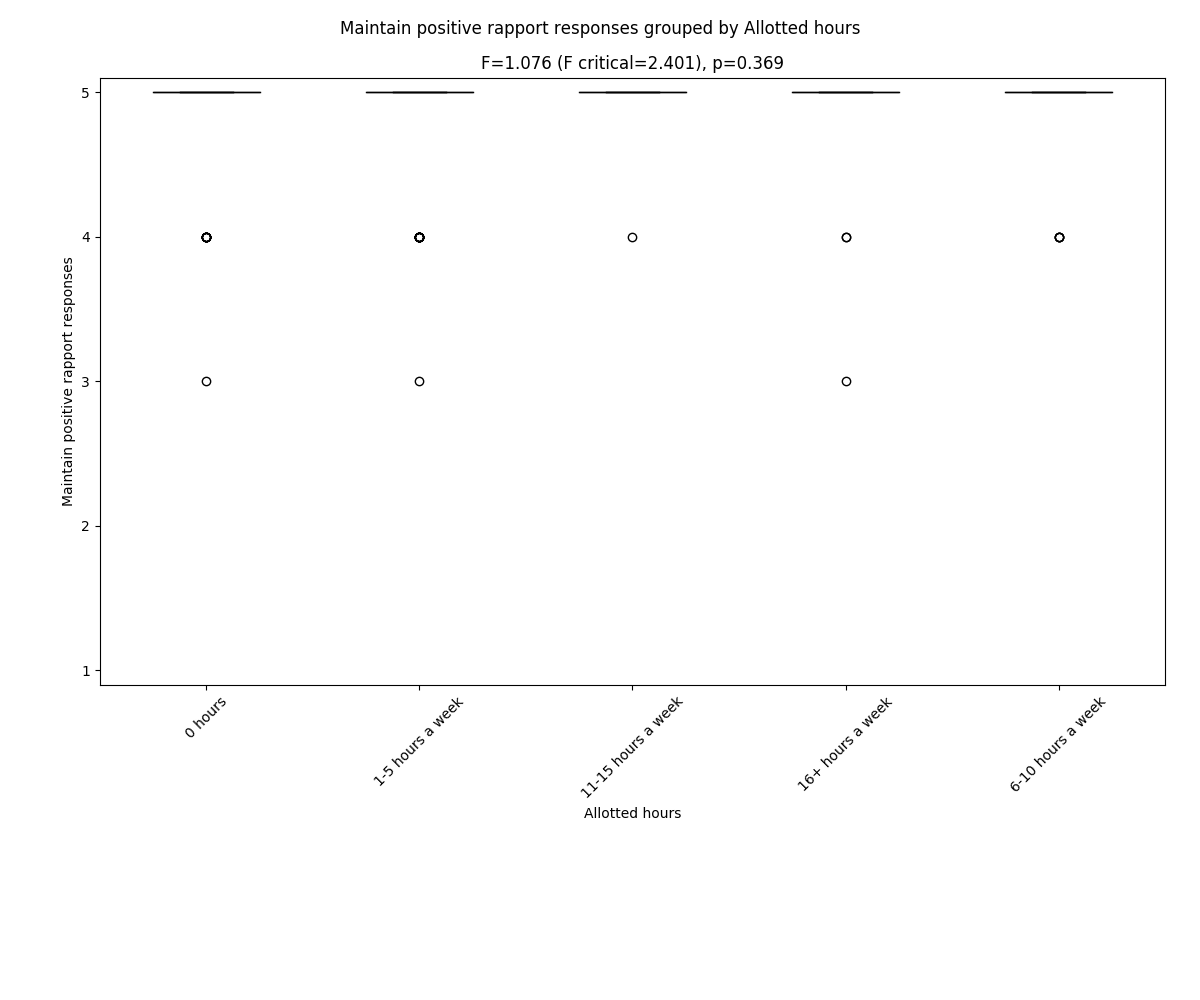 Maintain positive rapport responses grouped by Allotted hours
F=1.076 (F critical=2.401), p=0.369
Maintain positive rapport responses
5
4
3
2
1
0 hours
1-5 hours a week
11-15 hours a week
16+ hours a week
6-10 hours a week
Allotted hours